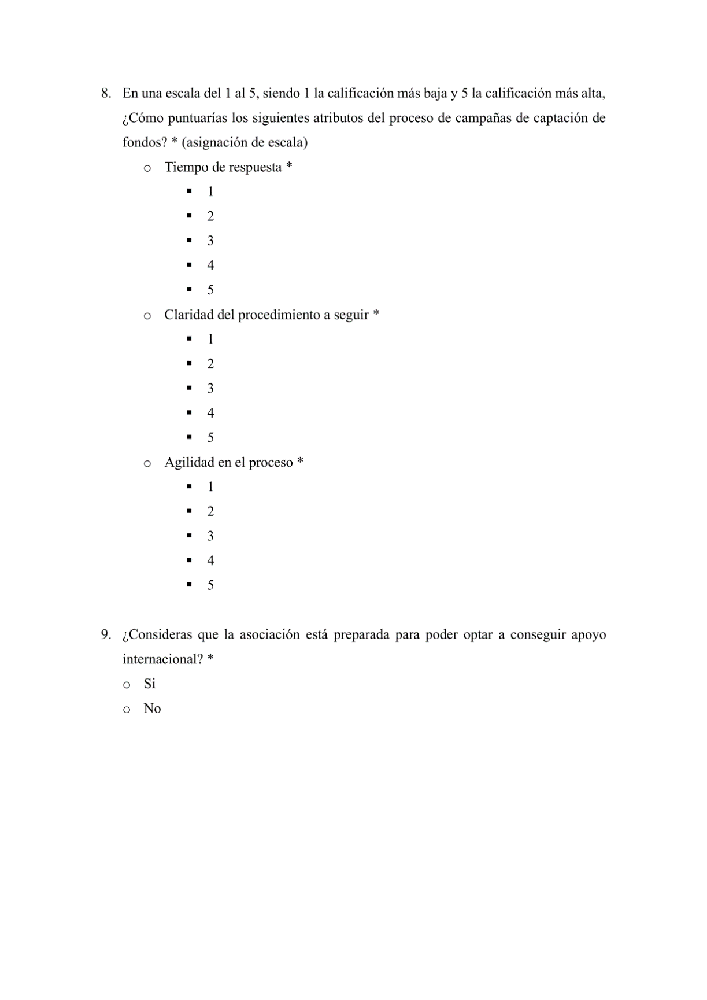 8. En una escala del 1 al 5, siendo 1 la calificación más baja y 5 la calificación más alta,
¿Cómo puntuarías los siguientes atributos del proceso de campañas de captación de
fondos? * (asignación de escala)
o Tiempo de respuesta *
▪ 1
▪ 2
▪ 3
▪ 4
▪ 5
o Claridad del procedimiento a seguir *
▪ 1
▪ 2
▪ 3
▪ 4
▪ 5
o Agilidad en el proceso *
▪ 1
▪ 2
▪ 3
▪ 4
▪ 5
9. ¿Consideras que la asociación está preparada para poder optar a conseguir apoyo
internacional? *
o Si
o No